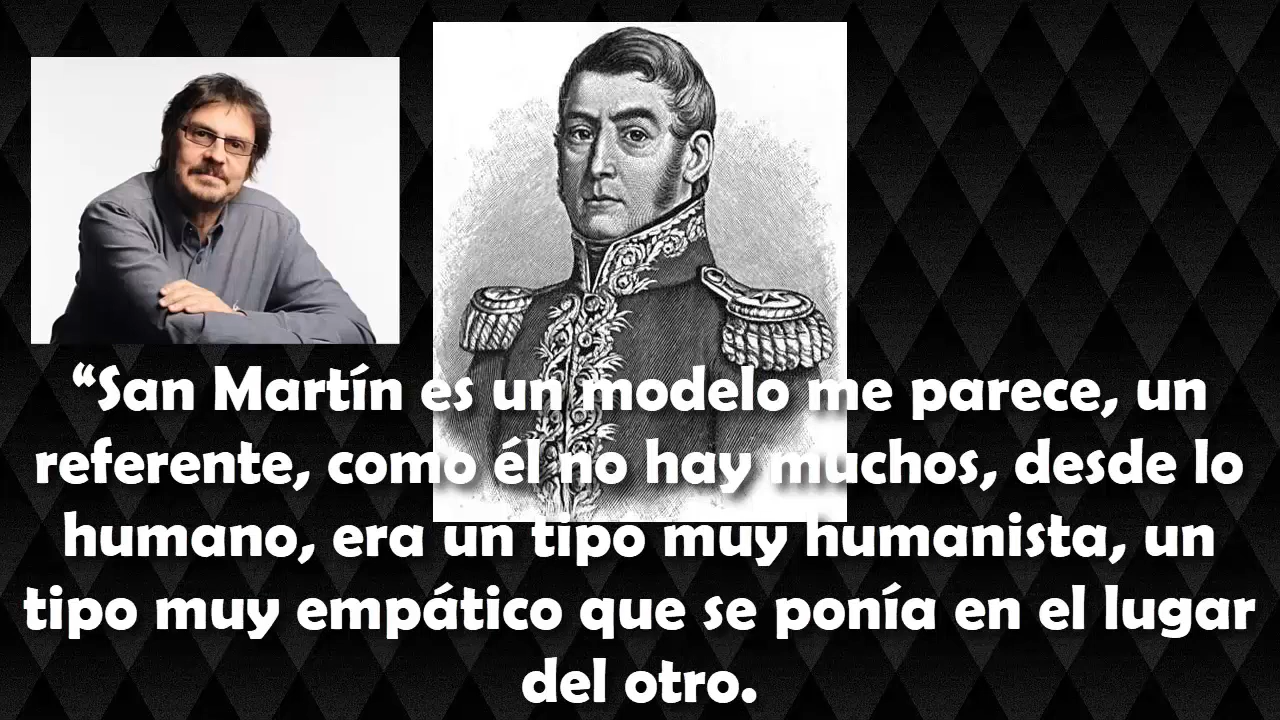 “San Martín es un modelo me parece, un
referente, como él no hay muchos, desde lo
humano, era un tipo muy humanista, un
tipo muy empático que se ponía en el lugar
del otro.